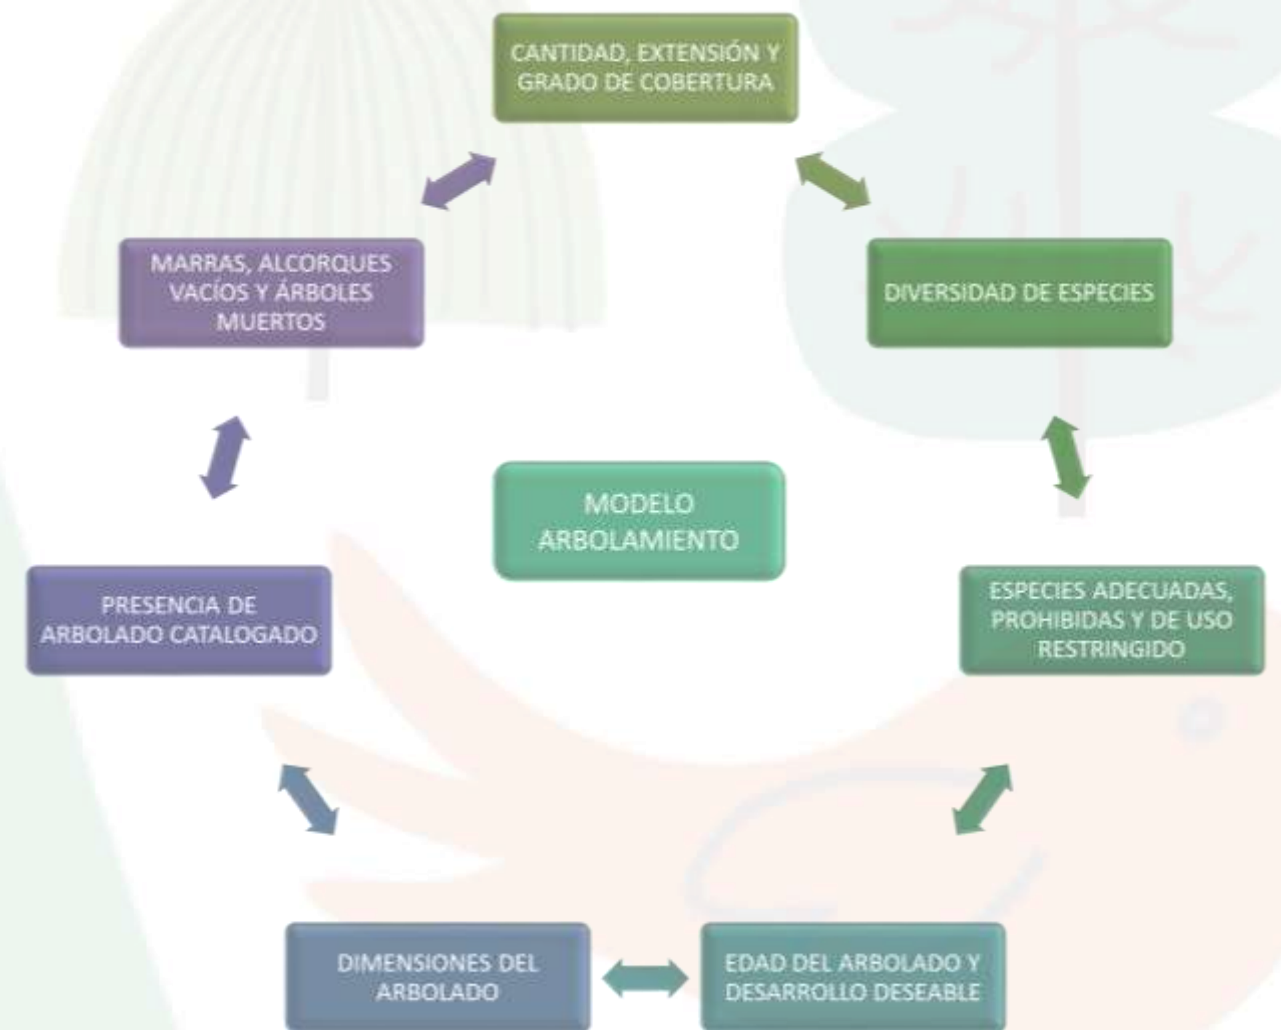 CANTIDAD, EXTENSIÓN Y
GRADO DE COBERTURA
MARRAS, ALCORQUES
VACÍOS Y ÁRBOLES
MUERTOS
DIVERSIDAD DE ESPECIES
MODELO
ARBOLAMIENTO
PRESENCIA DE
ARBOLADO CATALOGADO
ESPECIES ADECUADAS,
PROHIBIDAS Y DE USO
RESTRINGIDO
DIMENSIONES DEL
ARBOLADO
EDAD DEL ARBOLADO Y
DESARROLLO DESEABLE